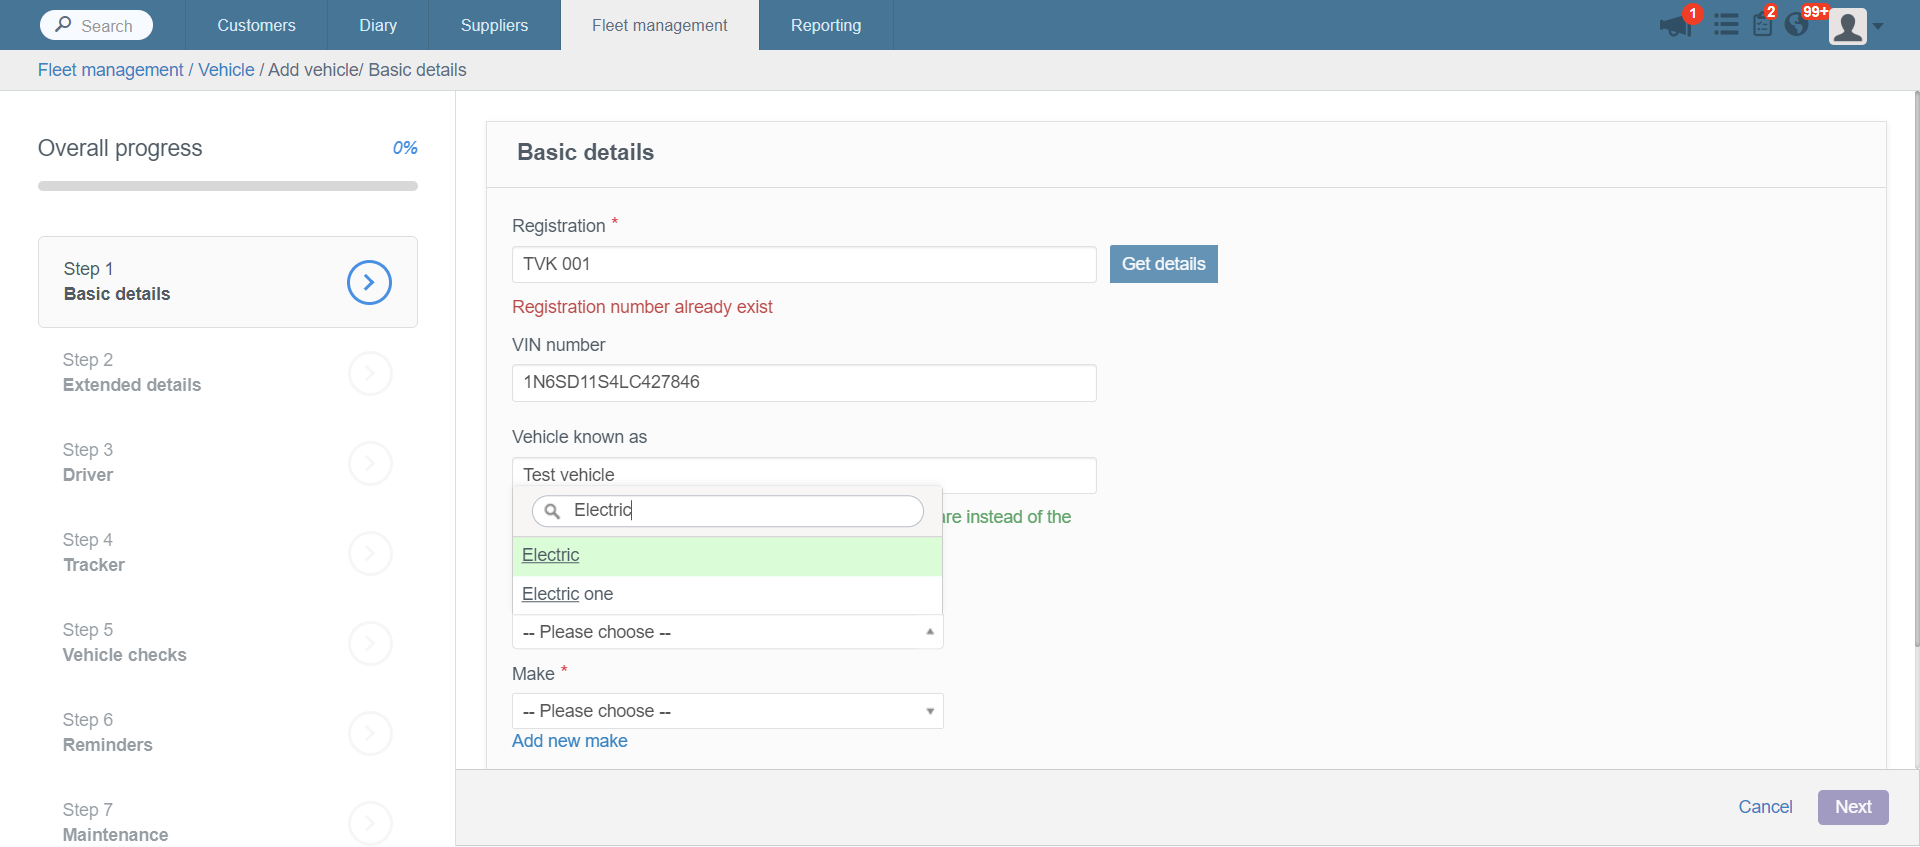 Search
Customers
Diary
Suppliers
Fleet management
Reporting
1
2
99+
Fleet management / Vehicle / Add vehicle/ Basic details
Overall progress
0%
Step 1
Basic details
Step 2
Extended details
Step 3
Driver
Step 4
Tracker
Step 5
Vehicle checks
Step 6
Reminders
Step 7
Maintenance
Basic details
Registration *
TVK 001
Get details
Registration number already exist
VIN number
1N6SD11S4LC427846
Vehicle known as
Test vehicle
Electric
instead of the
Electric
Electric one
-- Please choose --
Make *
-- Please choose --
Add new make
Cancel
Next